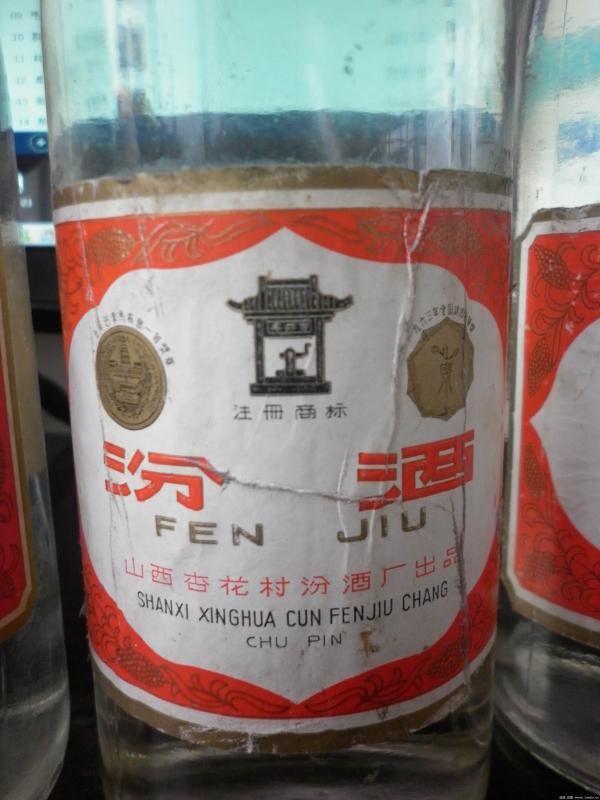 注冊商标
汾酒
FEN JIU
山西杏花村汾酒厂出品
SHANXI XINGHUA CUN FENJIU CHANG
CHU PIN